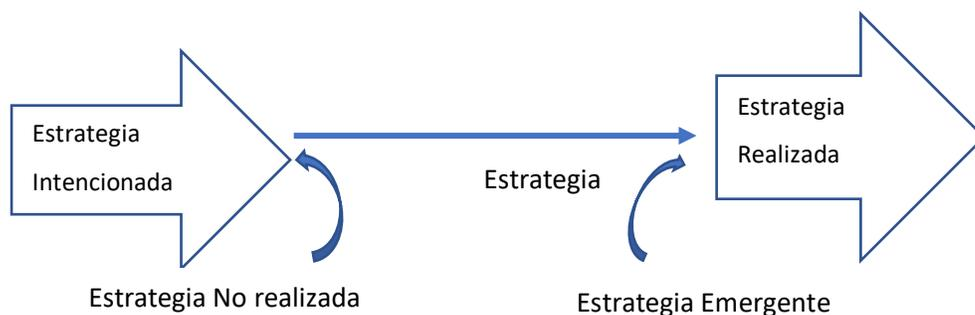 Estrategia
Intencionada
Estrategia
Estrategia
Realizada
Estrategia No realizada
Estrategia Emergente